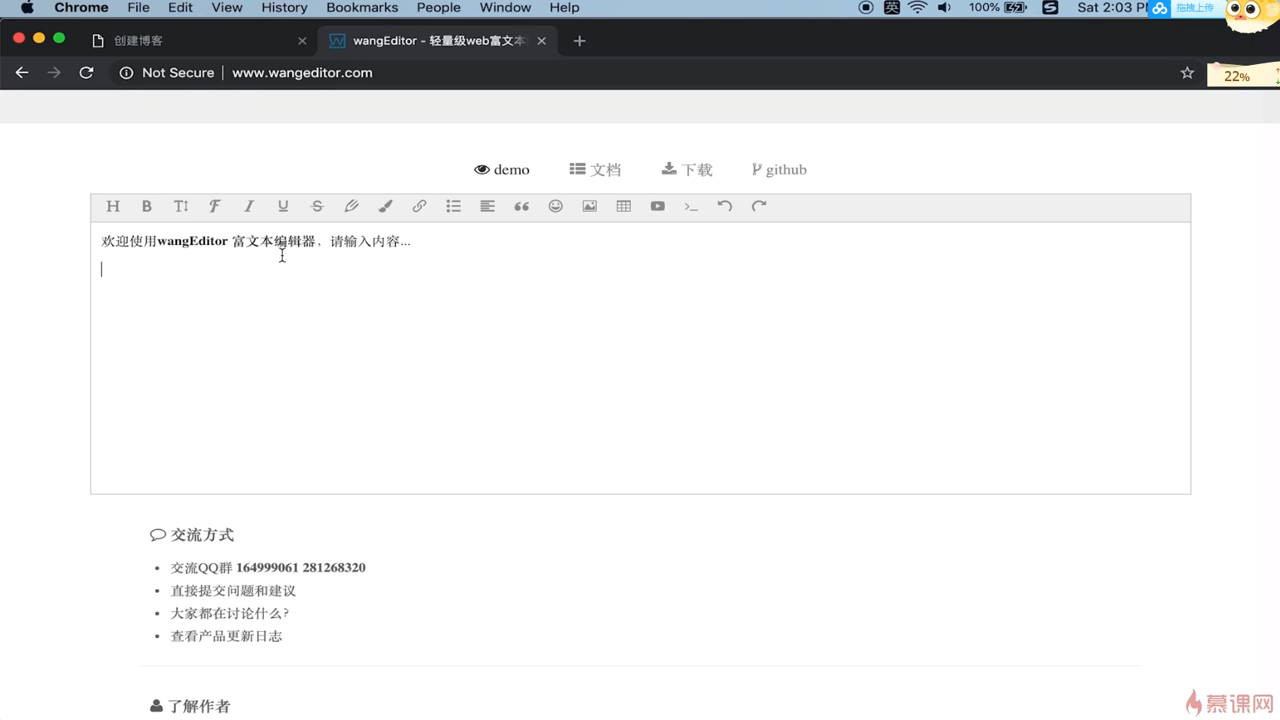 Chrome File Edit View History Bookmarks People Window Help 英 100% Sat 2:03 PM 拖拽上传
创建博客 wangEditor - 轻量级web富文本
Not Secure www.wangeditor.com 22%
demo 文档 下载 github
欢迎使用wangEditor 富文本编辑器，请输入内容...
交流方式
交流QQ群 164999061 281268320
直接提交问题和建议
大家都在讨论什么?
查看产品更新日志
了解作者
慕课网